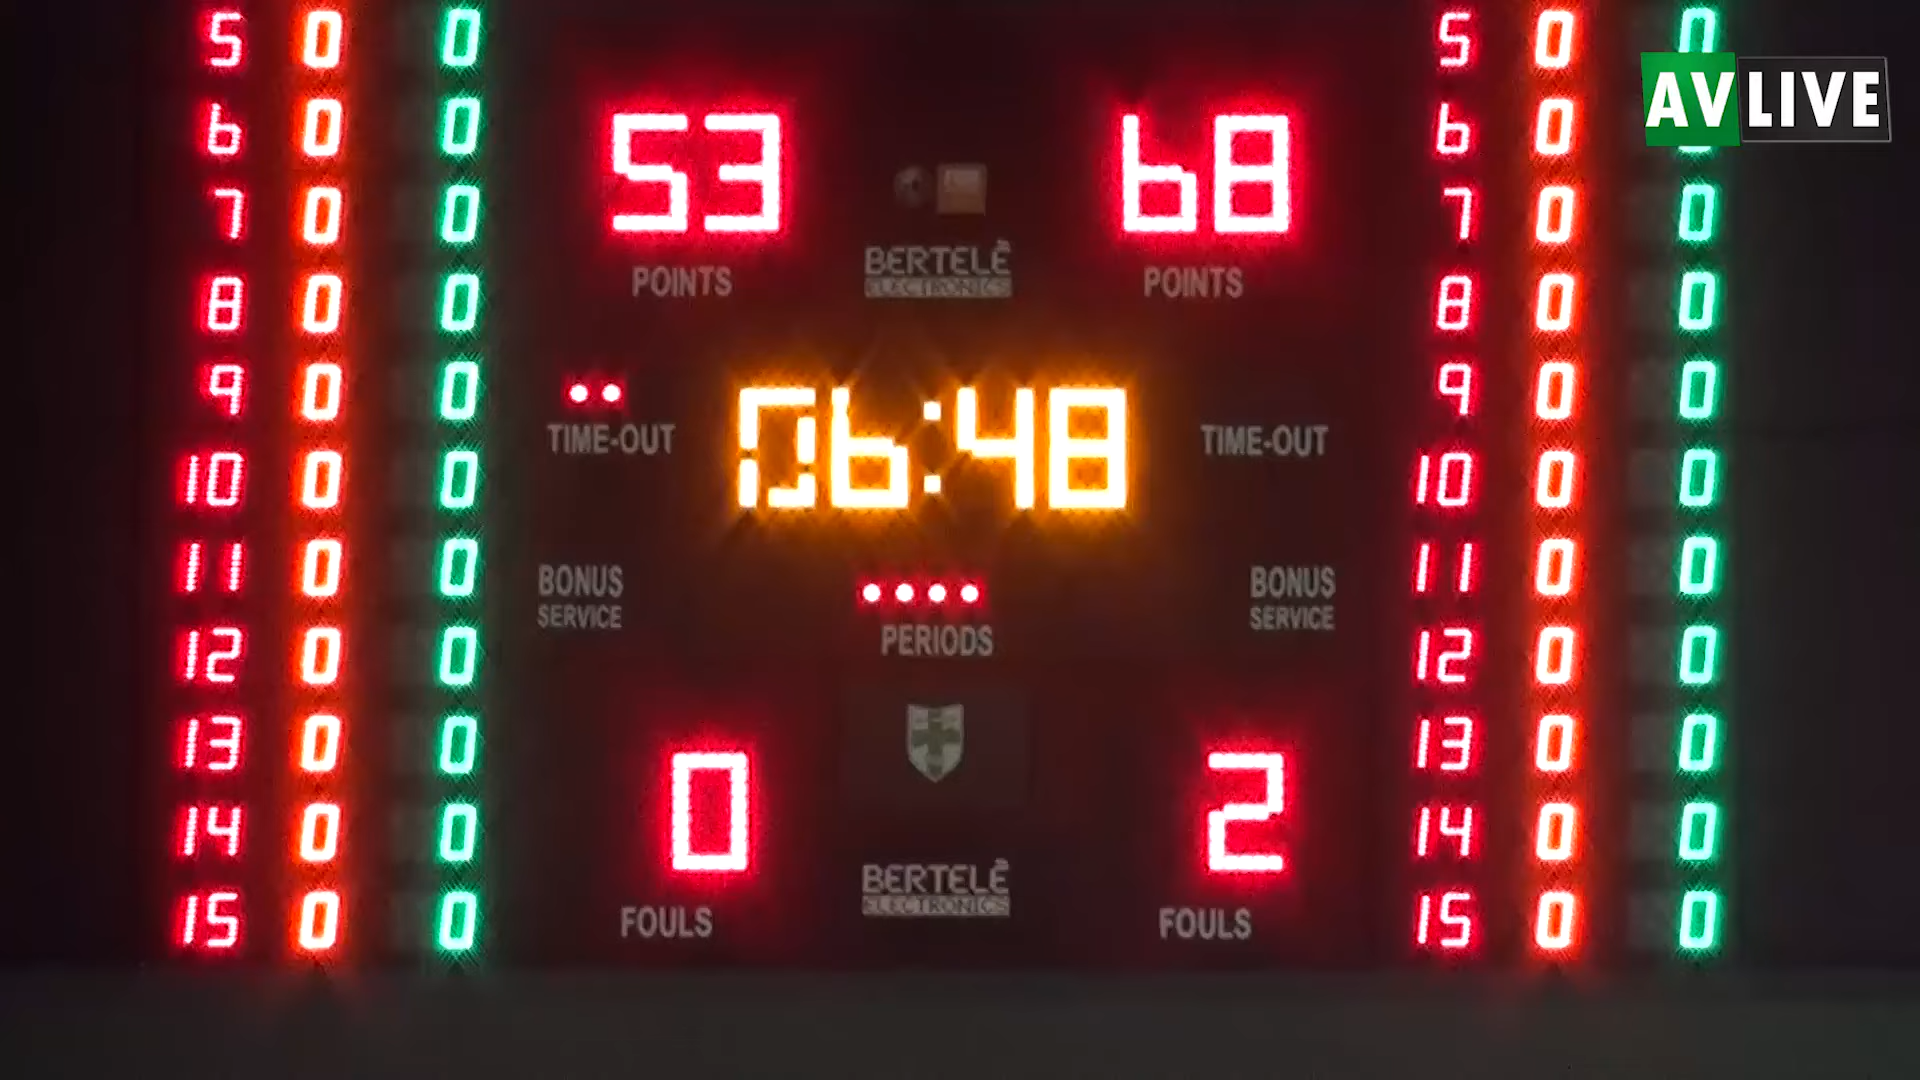 5 0 0 5 0 0
AVLIVE
6 0 0 53 68 6 0
7 0 0 7 0 0
BERTELÈ
ELECTRONICS
POINTS POINTS
8 0 0 8 0 0
9 0 0 9 0 0
TIME-OUT 06:48 TIME-OUT
10 0 0 10 0 0
11 0 0 11 0 0
BONUS BONUS
SERVICE SERVICE
PERIODS
12 0 0 12 0 0
13 0 0 13 0 0
14 0 0 0 2 14 0 0
BERTELÈ
ELECTRONICS
15 0 0 15 0 0
FOULS FOULS